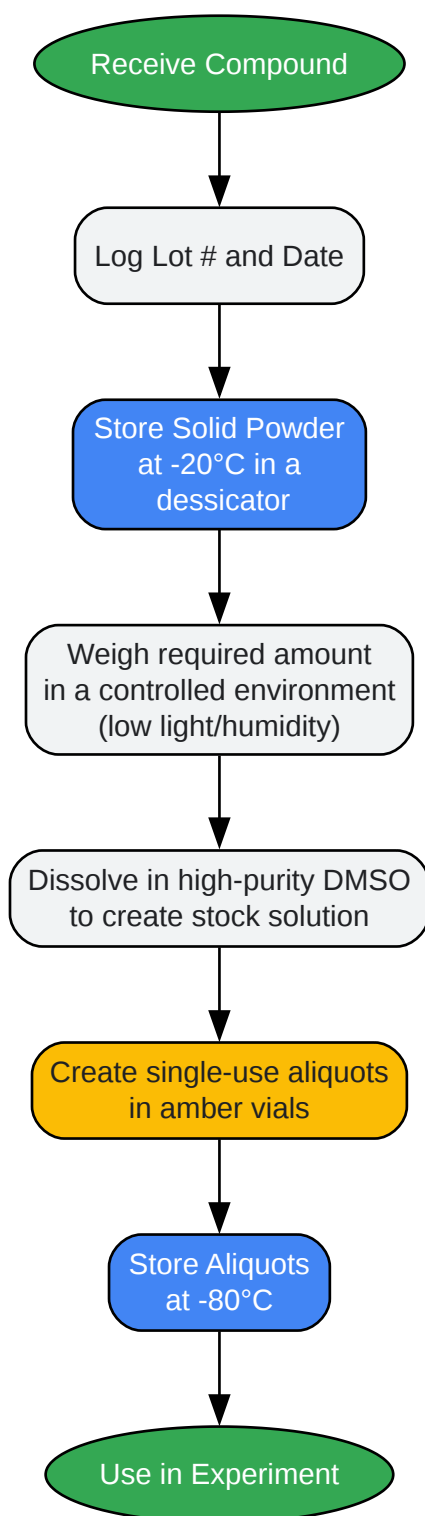 Receive Compound
Log Lot # and Date
Store Solid Powder
at -20°C in a
dessicator
Weigh required amount
in a controlled environment
(low light/humidity)
Dissolve in high-purity DMSO
to create stock solution
Create single-use aliquots
in amber vials
Store Aliquots
at -80°C
Use in Experiment